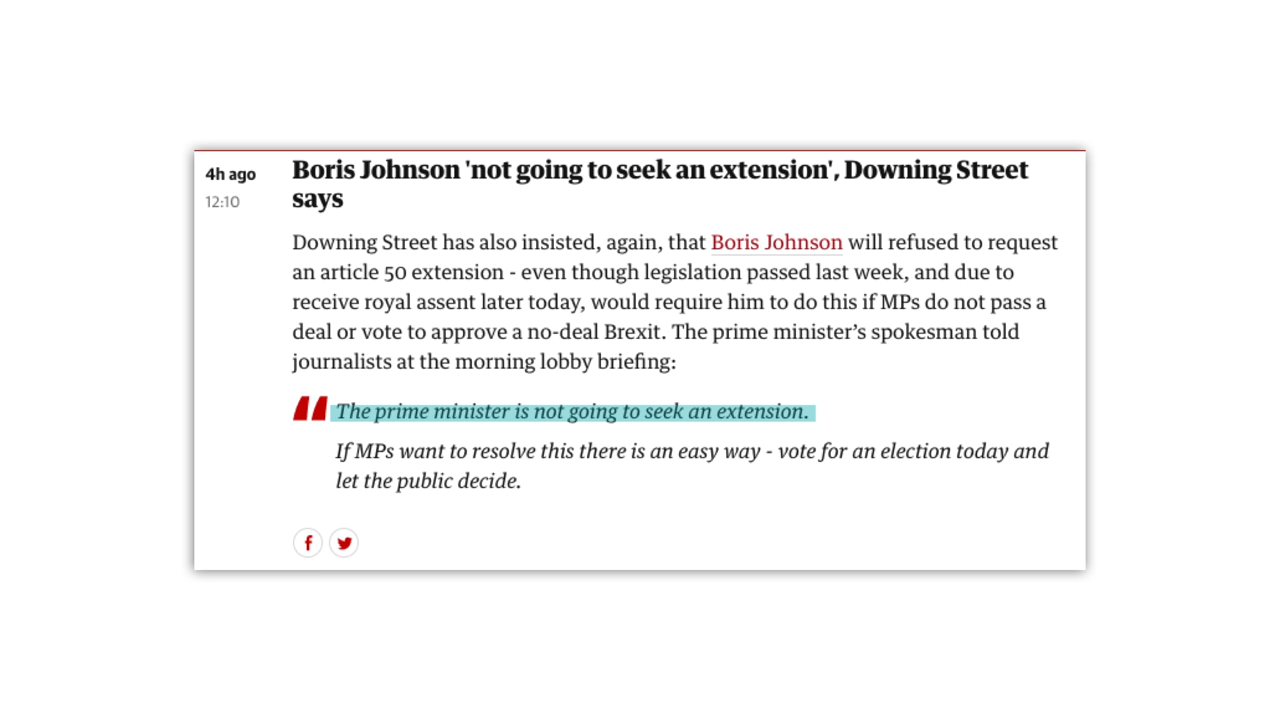 4h ago
12:10
Boris Johnson 'not going to seek an extension', Downing Street
says
Downing Street has also insisted, again, that Boris Johnson will refused to request
an article 50 extension - even though legislation passed last week, and due to
receive royal assent later today, would require him to do this if MPs do not pass a
deal or vote to approve a no-deal Brexit. The prime minister’s spokesman told
journalists at the morning lobby briefing:
“ The prime minister is not going to seek an extension.
If MPs want to resolve this there is an easy way - vote for an election today and
let the public decide.